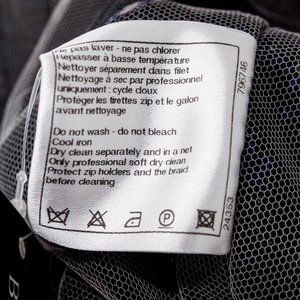 Ne pas laver - ne pas chlorer
Repasser à basse température
Nettoyer séparement dans filet
Nettoyage à sec par professionnel
uniquement : cycle doux
Protéger les tirettes zip et le galon
avant nettoyage
Do not wash - do not bleach
Cool iron
Dry clean separately and in a net
Only professional soft dry clean
Protect zip holders and the braid
before cleaning
P
796746
24353
B